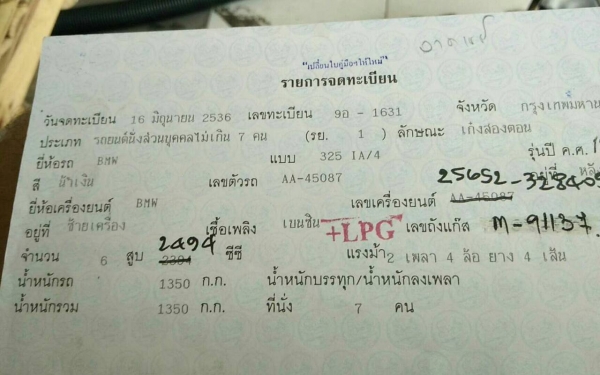 "เปลี่ยนใบคู่มือฯให้ใหม่"
รายการจดทะเบียน
วันจดทะเบียน 16 มิถุนายน 2536 เลขทะเบียน 9อ - 1631 จังหวัด กรุงเทพมหาน
ประเภท รถยนต์นั่งส่วนบุคคลไม่เกิน 7 คน (รย. 1 ) ลักษณะ เก๋งสองตอน
ยี่ห้อรถ BMW แบบ 325 IA/4 รุ่นปี ค.ศ.
สี น้ำเงิน เลขตัวรถ AA-45087 อยู่ที่
ยี่ห้อเครื่องยนต์ BMW เลขเครื่องยนต์ AA-45087 25652-328405
อยู่ที่ ซ้ายเครื่อง เชื้อเพลิง เบนซิน +LPG เลขถังแก๊ส M-91137
จำนวน 6 สูบ 2394 2494 ซีซี แรงม้า 2 เพลา 4 ล้อ ยาง 4 เส้น
น้ำหนักรถ 1350 ก.ก. น้ำหนักบรรทุก/น้ำหนักลงเพลา
น้ำหนักรวม 1350 ก.ก. ที่นั่ง 7 คน